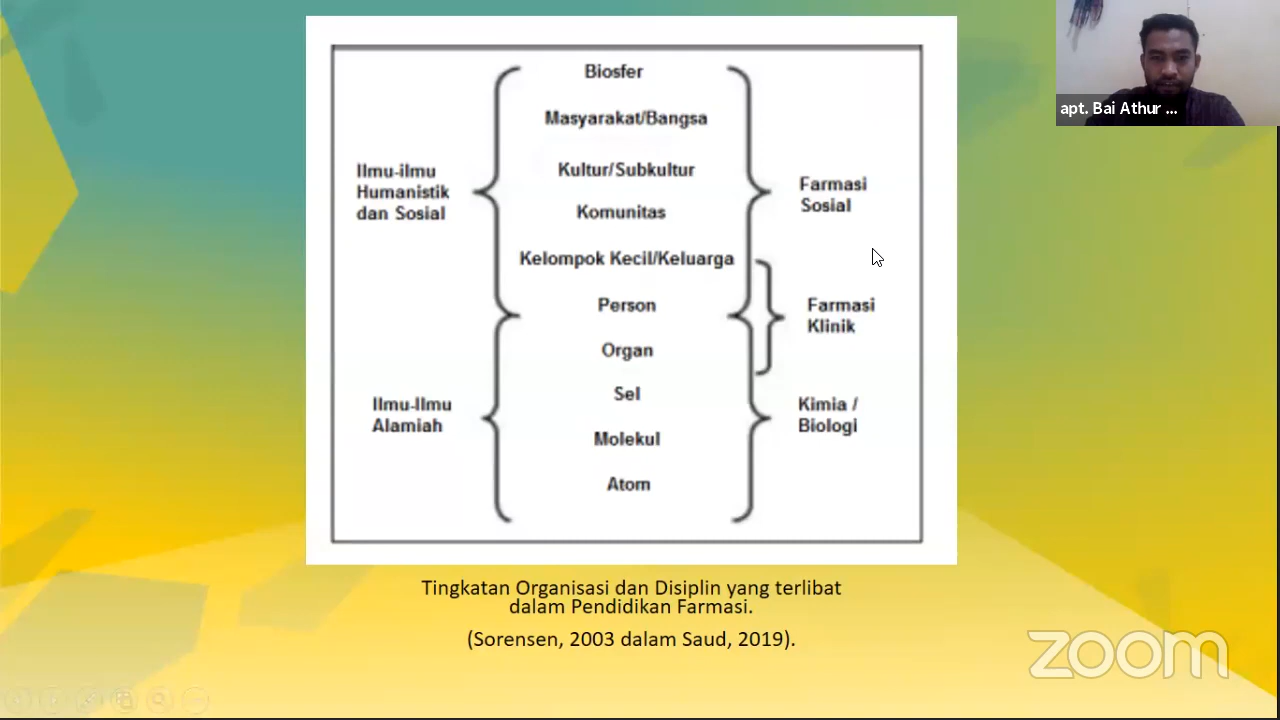 Biosfer
Masyarakat/Bangsa
Kultur/Subkultur
Komunitas
Kelompok Kecil/Keluarga
Person
Organ
Sel
Molekul
Atom
Ilmu-ilmu
Humanistik
dan Sosial
Ilmu-Ilmu
Alamiah
Farmasi
Sosial
Farmasi
Klinik
Kimia /
Biologi
Tingkatan Organisasi dan Disiplin yang terlibat
dalam Pendidikan Farmasi.
(Sorensen, 2003 dalam Saud, 2019).
apt. Bai Athur ...
zoom